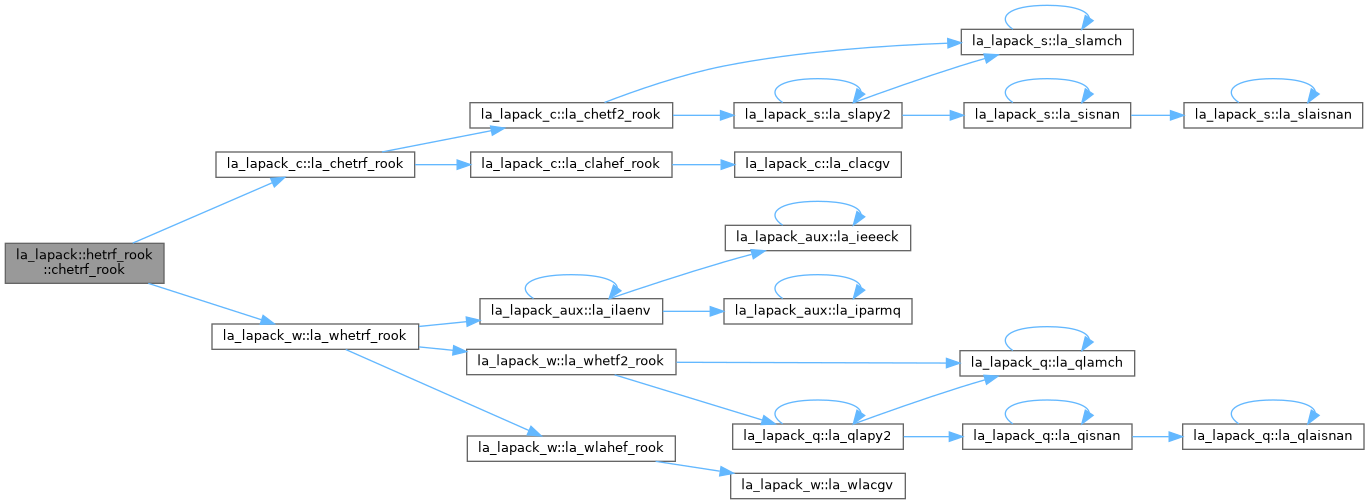 la_lapack_s::la_slamch
la_lapack_c::la_chetf2_rook
la_lapack_s::la_slapy2
la_lapack_s::la_sisnan
la_lapack_s::la_slaisnan
la_lapack_c::la_chetrf_rook
la_lapack_c::la_clahef_rook
la_lapack_c::la_clacgv
la_lapack_aux::la_ieeeck
la_lapack::hetrf_rook
::chetrf_rook
la_lapack_aux::la_ilaenv
la_lapack_aux::la_iparmq
la_lapack_w::la_whetrf_rook
la_lapack_w::la_whetf2_rook
la_lapack_q::la_qlamch
la_lapack_q::la_qlapy2
la_lapack_q::la_qisnan
la_lapack_q::la_qlaisnan
la_lapack_w::la_wlahef_rook
la_lapack_w::la_wlacgv